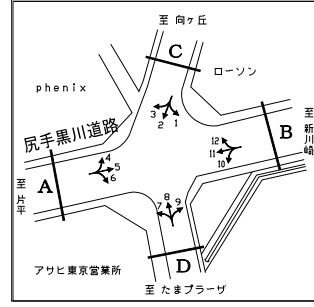 至 向ヶ丘
C
ローソン
phenix
3
2
1
尻手黒川道路
B
至 新川崎
12
11
10
4
5
6
A
至 片平
7
8
9
D
アサヒ東京営業所
至 たまプラーザ